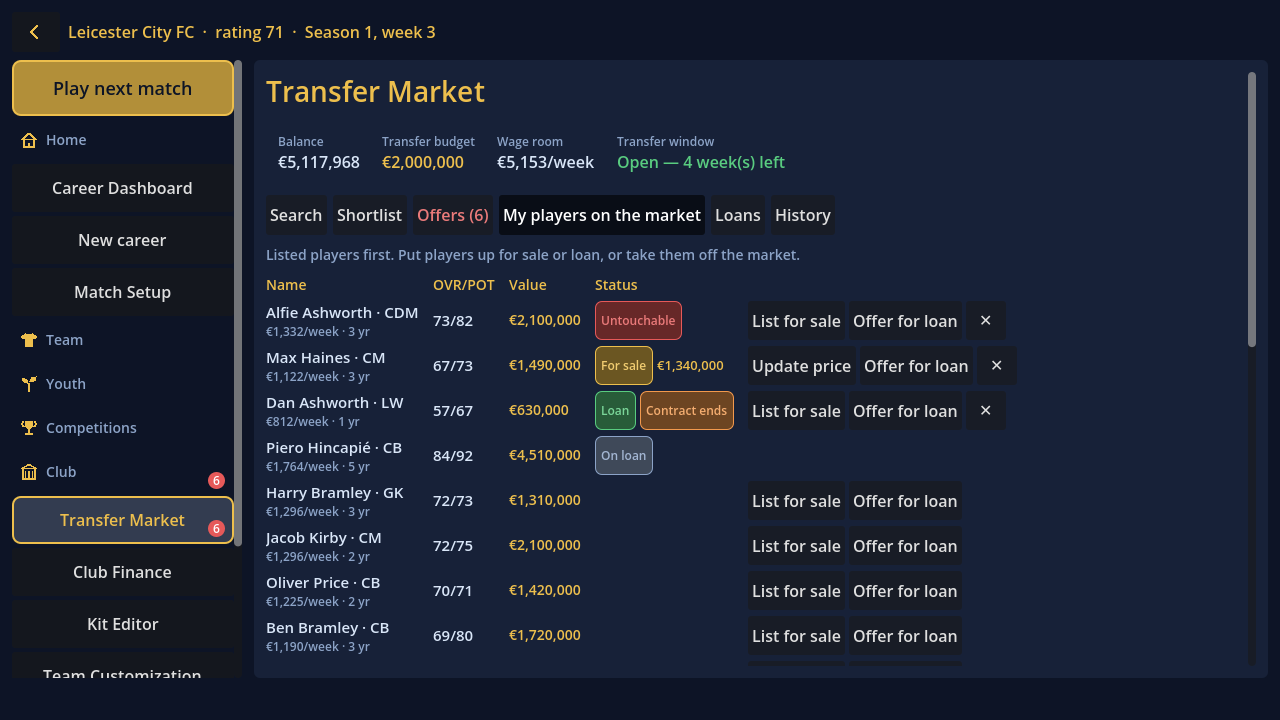 Leicester City FC · rating 71 · Season 1, week 3
Play next match
Home
Career Dashboard
New career
Match Setup
Team
Youth
Competitions
Club
6
Transfer Market
6
Club Finance
Kit Editor
Team Customization
Transfer Market
Balance Transfer budget Wage room Transfer window
€5,117,968 €2,000,000 €5,153/week Open — 4 week(s) left
Search Shortlist Offers (6) My players on the market Loans History
Listed players first. Put players up for sale or loan, or take them off the market.
Name OVR/POT Value Status
Alfie Ashworth · CDM 73/82 €2,100,000 Untouchable List for sale Offer for loan ✕
€1,332/week · 3 yr
Max Haines · CM 67/73 €1,490,000 For sale €1,340,000 Update price Offer for loan ✕
€1,122/week · 3 yr
Dan Ashworth · LW 57/67 €630,000 Loan Contract ends List for sale Offer for loan ✕
€812/week · 1 yr
Piero Hincapié · CB 84/92 €4,510,000 On loan
€1,764/week · 5 yr
Harry Bramley · GK 72/73 €1,310,000 List for sale Offer for loan
€1,296/week · 3 yr
Jacob Kirby · CM 72/75 €2,100,000 List for sale Offer for loan
€1,296/week · 2 yr
Oliver Price · CB 70/71 €1,420,000 List for sale Offer for loan
€1,225/week · 2 yr
Ben Bramley · CB 69/80 €1,720,000 List for sale Offer for loan
€1,190/week · 3 yr